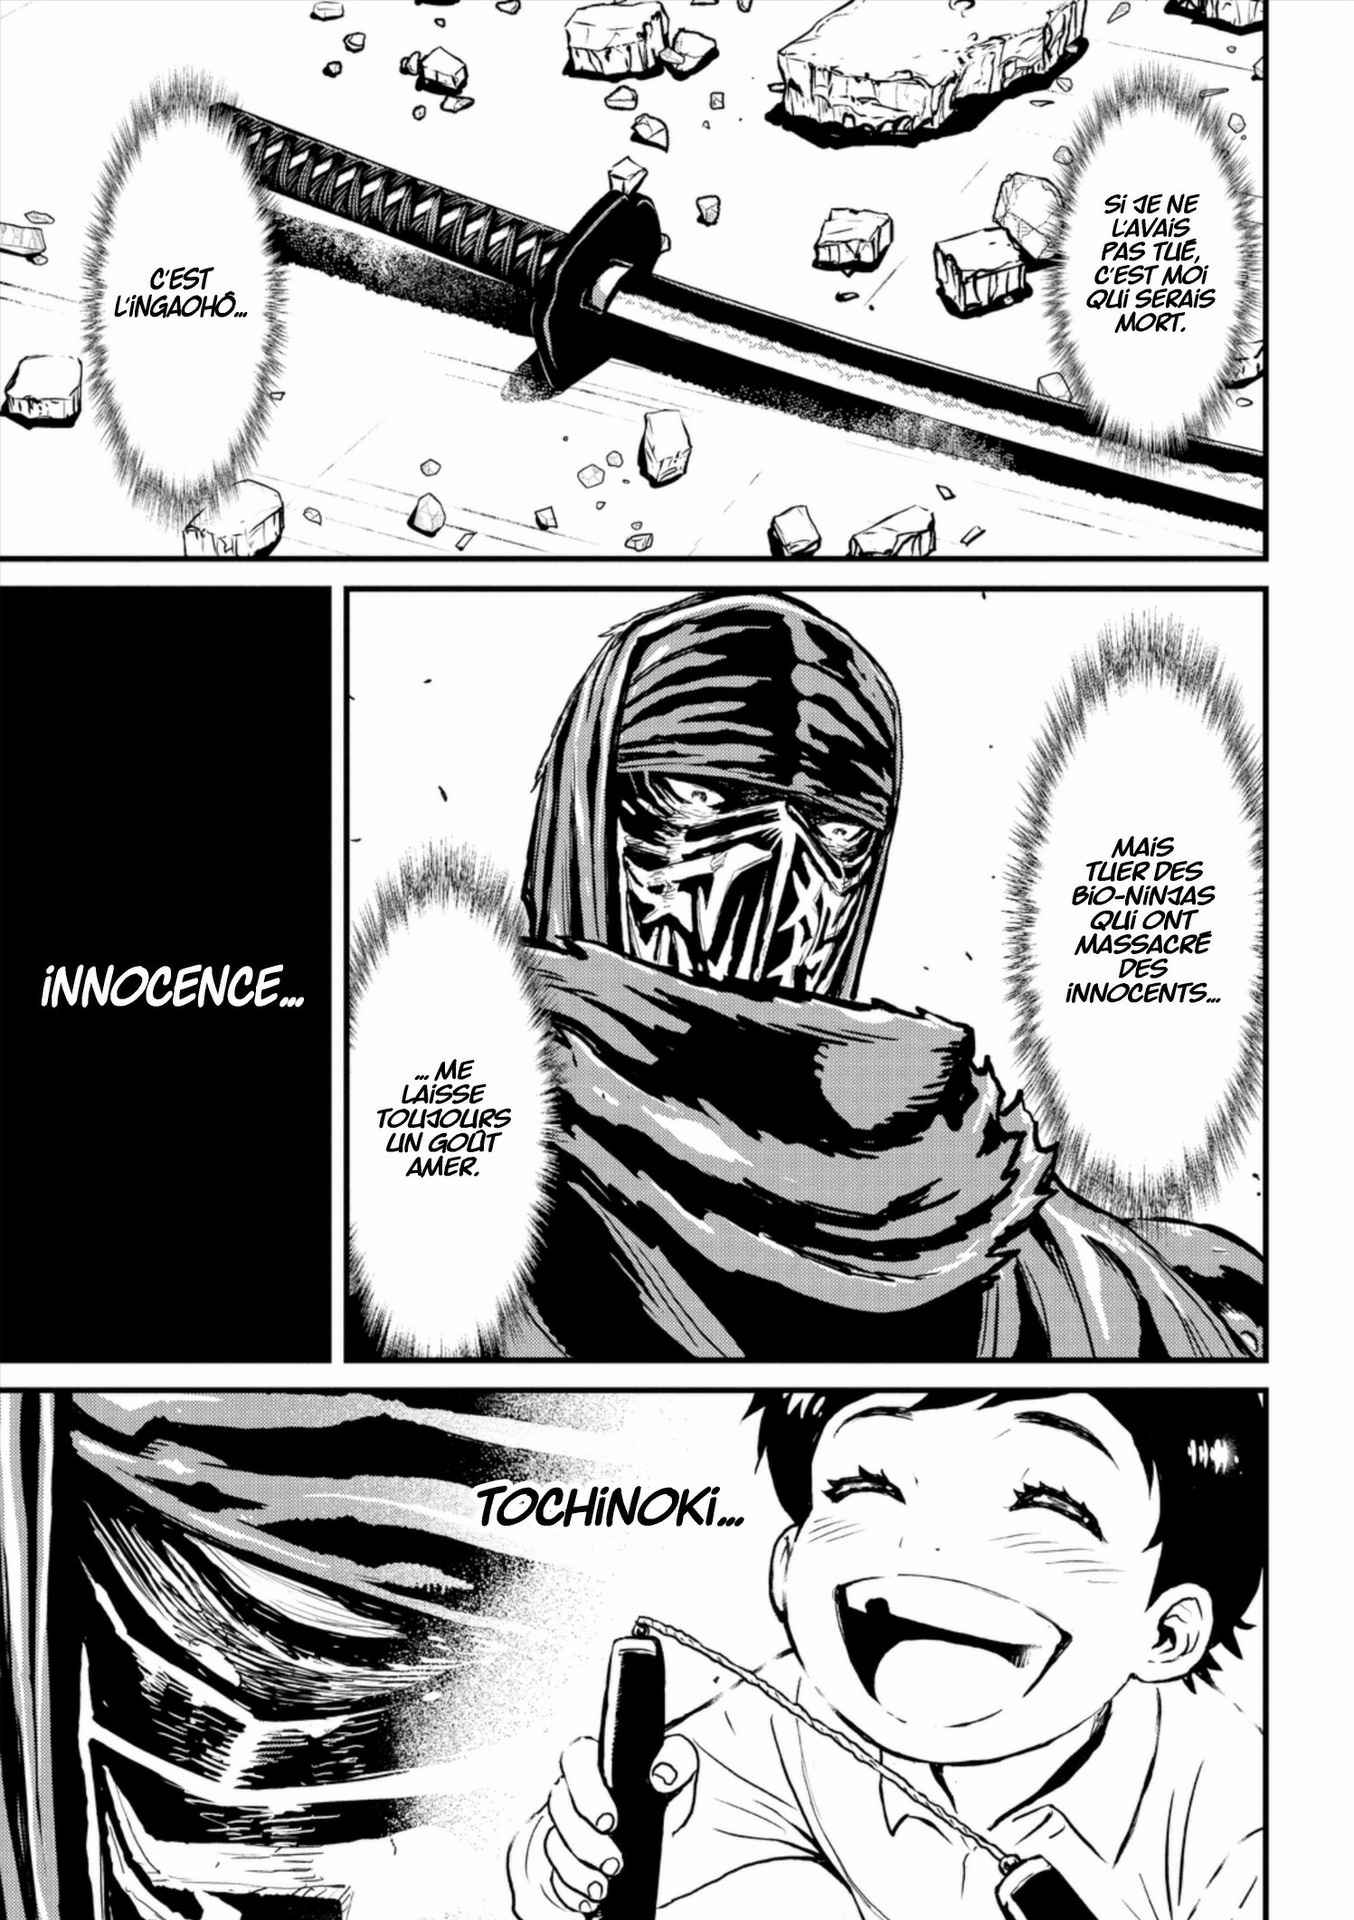 SI JE NE
L'AVAIS
PAS TUÉ,
C'EST MOI
QUI SERAIS
MORT.
C'EST
L'INGAOHÔ...
MAIS
TUER DES
BIO-NINJAS
QUI ONT
MASSACRÉ
DES
INNOCENTS...
... ME
LAISSE
TOUJOURS
UN GOÛT
AMER.
INNOCENCE...
TOCHINOKI...